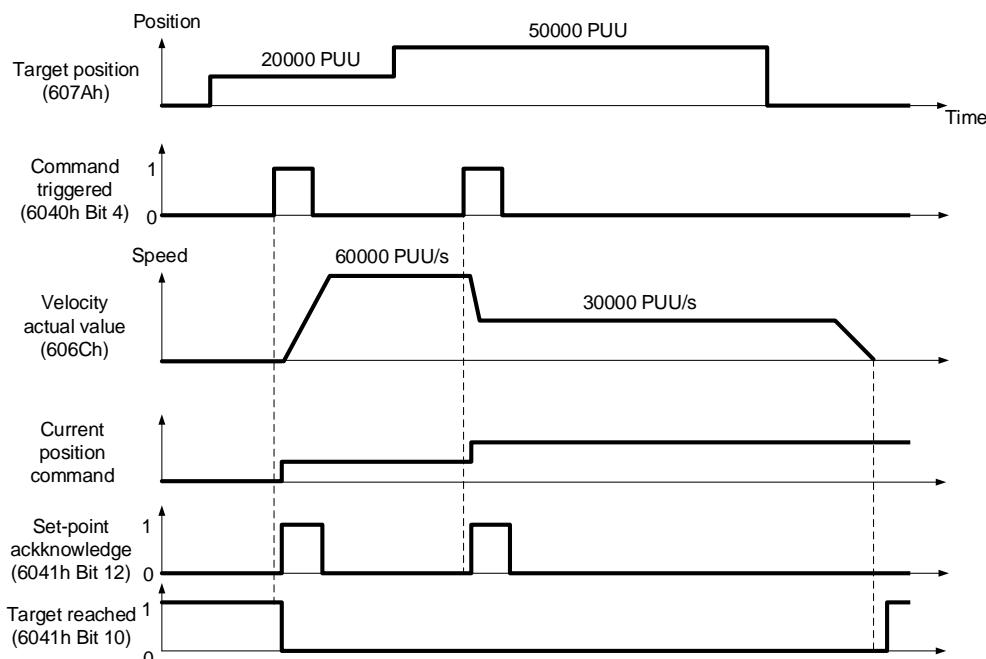 Position
50000 PUU
20000 PUU
Target position
(607Ah)
Time
Command
triggered
(6040h Bit 4)
1
0
Speed
60000 PUU/s
30000 PUU/s
Velocity
actual value
(606Ch)
Current
position
command
Set-point
ackknowledge
(6041h Bit 12)
1
0
Target reached
(6041h Bit 10)
1
0